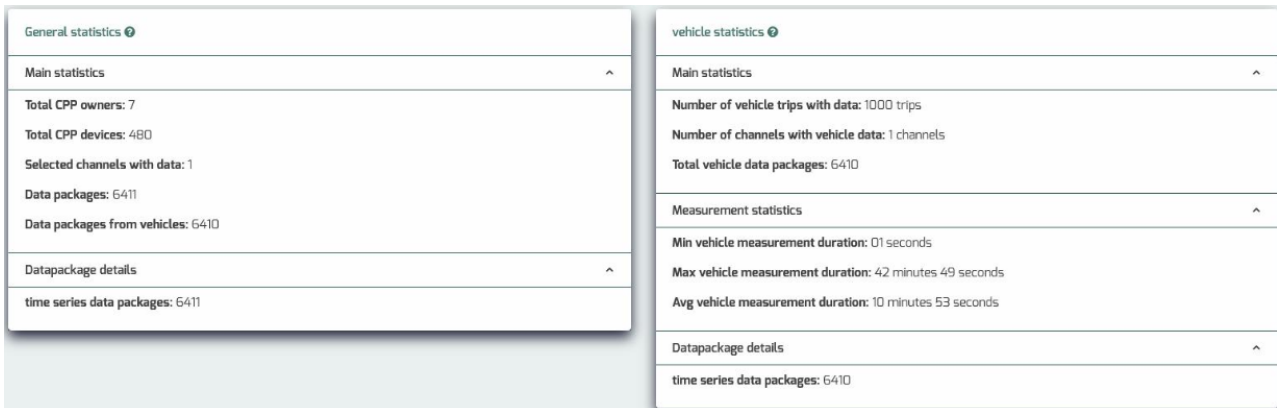 General statistics
Main statistics
Total CPP owners: 7
Total CPP devices: 480
Selected channels with data: 1
Data packages: 6411
Data packages from vehicles: 6410
Datapackage details
time series data packages: 6411
vehicle statistics
Main statistics
Number of vehicle trips with data: 1000 trips
Number of channels with vehicle data: 1 channels
Total vehicle data packages: 6410
Measurement statistics
Min vehicle measurement duration: 01 seconds
Max vehicle measurement duration: 42 minutes 49 seconds
Avg vehicle measurement duration: 10 minutes 53 seconds
Datapackage details
time series data packages: 6410